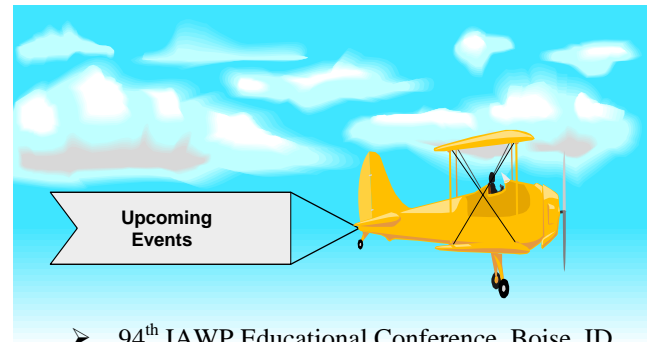 Upcoming
Events
➢ 94th IAWP Educational Conference, Boise, ID